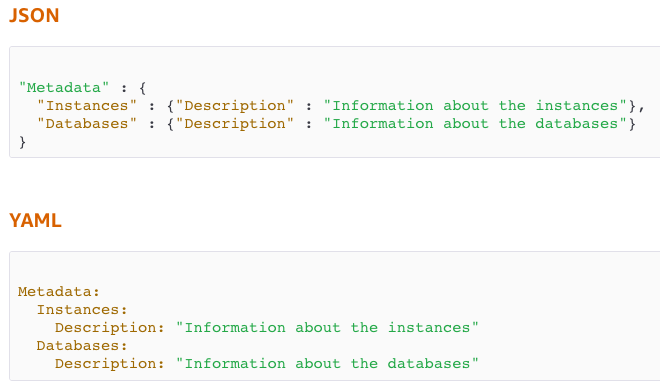 JSON
"Metadata" : {
  "Instances" : {"Description" : "Information about the instances"},
  "Databases" : {"Description" : "Information about the databases"}
}
YAML
Metadata:
  Instances:
    Description: "Information about the instances"
  Databases:
    Description: "Information about the databases"